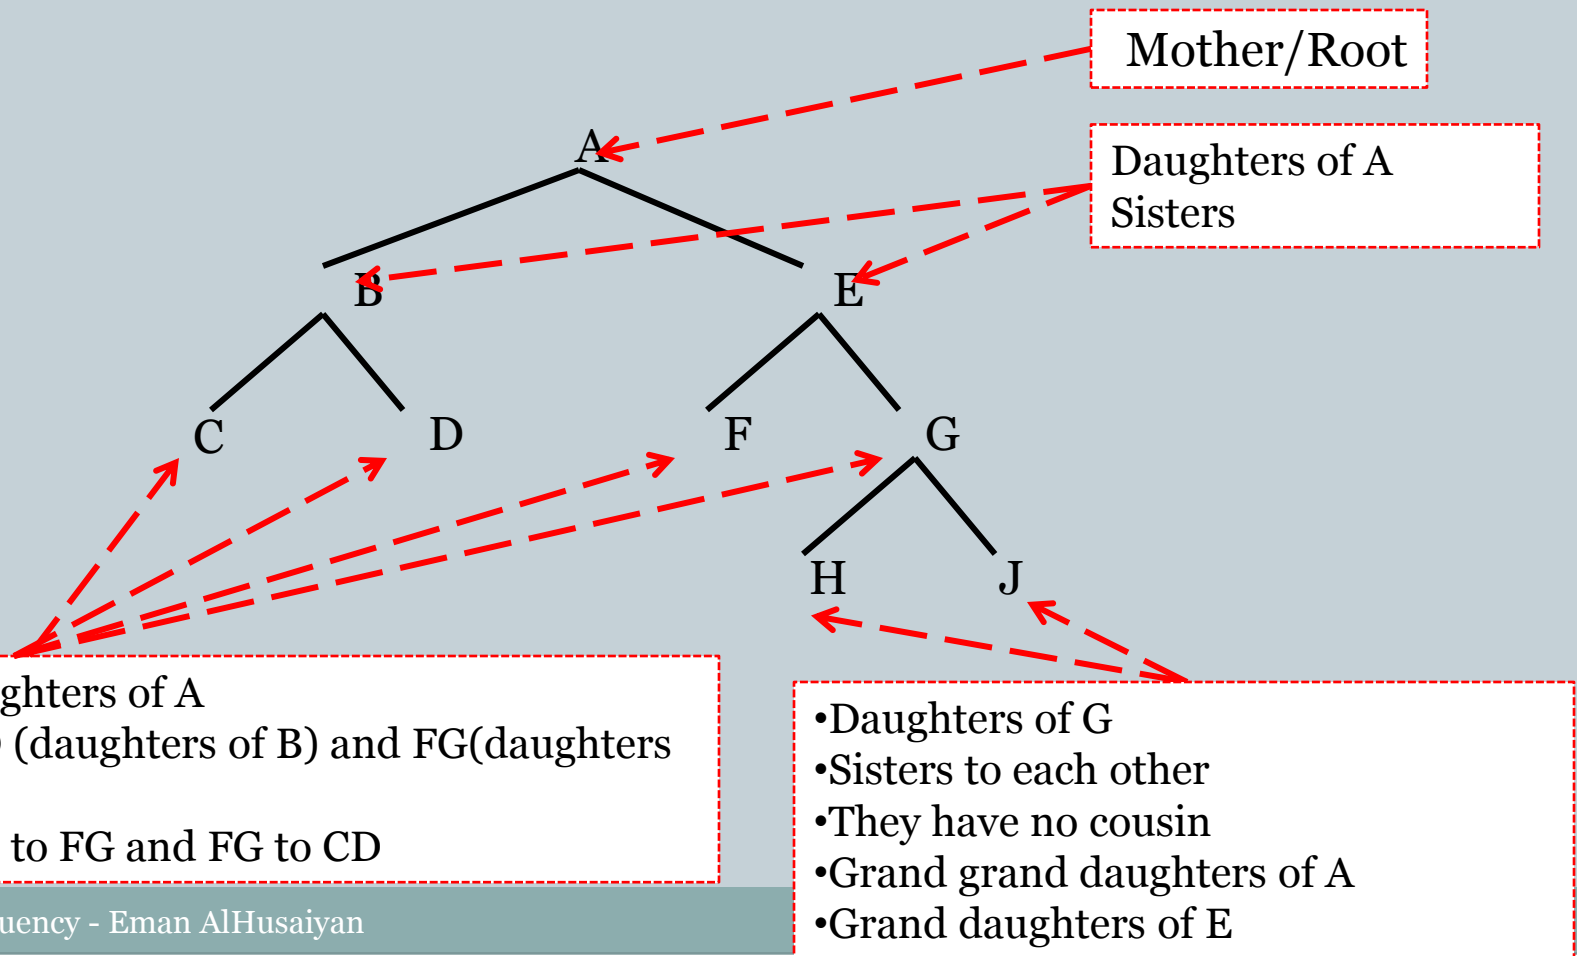 Mother/Root
A
Daughters of A
Sisters
B E
C D F G
H J
ghters of A
(daughters of B) and FG(daughters
to FG and FG to CD
•Daughters of G
•Sisters to each other
•They have no cousin
•Grand grand daughters of A
•Grand daughters of E
uency - Eman AlHusaiyan